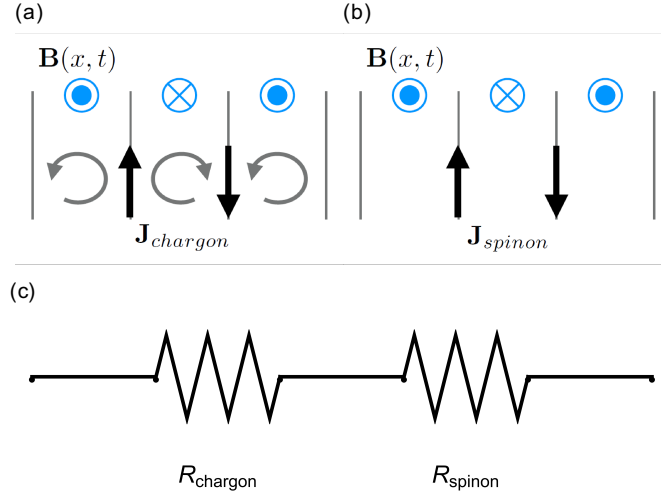 (a)
(b)
B(x, t)
B(x, t)
J_chargon
J_spinon
(c)
R_chargon
R_spinon